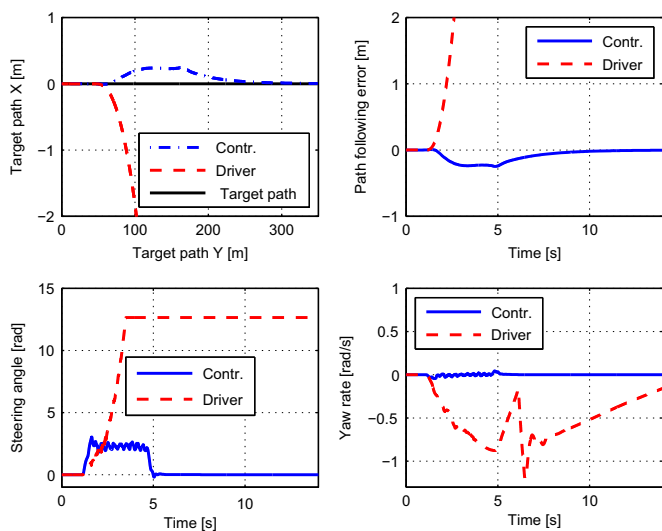 1
0
−1
−2
0
100
200
300
Target path X [m]
Target path Y [m]
Contr.
Driver
Target path
2
1
0
−1
0
5
10
Path following error [m]
Time [s]
Contr.
Driver
15
10
5
0
0
5
10
Steering angle [rad]
Time [s]
Contr.
Driver
1
0.5
0
−0.5
−1
0
5
10
Yaw rate [rad/s]
Time [s]
Contr.
Driver